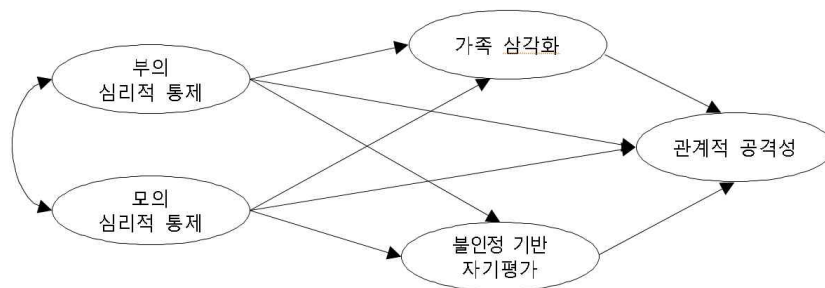 가족 삼각화
부의
심리적 통제
관계적 공격성
모의
심리적 통제
불인정 기반
자기평가